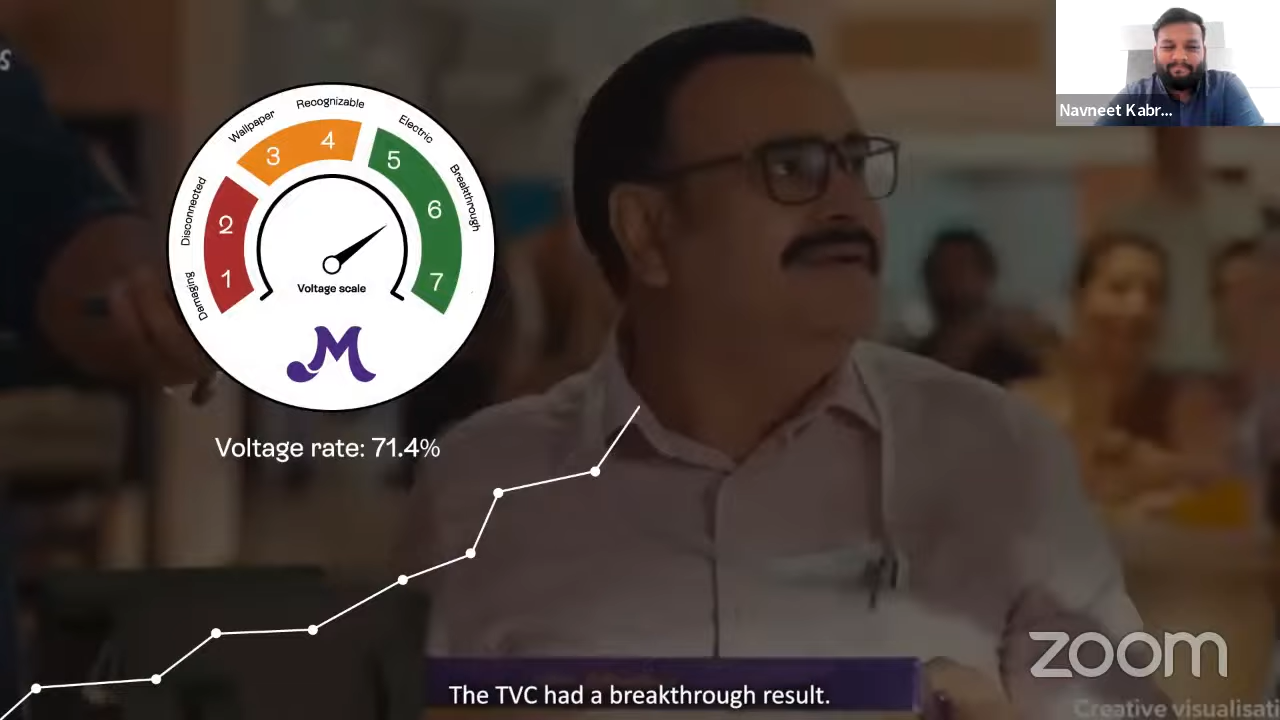 s
Navneet Kabr...
Damaging
Disconnected
Wallpaper
Recognizable
Electric
Breakthrough
1
2
3
4
5
6
7
Voltage scale
M
Voltage rate: 71.4%
zoom
The TVC had a breakthrough result.
Creative visualisati